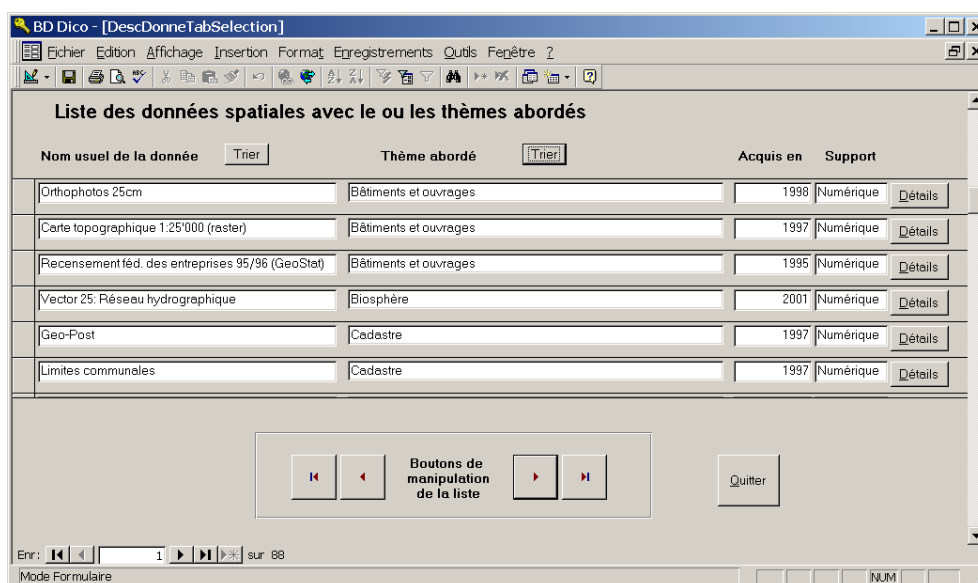 BD Dico - [DescDonneTabSelection]
Fichier Edition Affichage Insertion Format Enregistrements Outils Fenêtre ?
Liste des données spatiales avec le ou les thèmes abordés
Nom usuel de la donnée Trier Thème abordé Trier Acquis en Support
Orthophotos 25cm Bâtiments et ouvrages 1998 Numérique Détails
Carte topographique 1:25'000 (raster) Bâtiments et ouvrages 1997 Numérique Détails
Recensement féd. des entreprises 95/96 (GeoStat) Bâtiments et ouvrages 1995 Numérique Détails
Vector 25: Réseau hydrographique Biosphère 2001 Numérique Détails
Geo-Post Cadastre 1997 Numérique Détails
Limites communales Cadastre 1997 Numérique Détails
Boutons de
manipulation
de la liste
Quitter
Enr: 1 sur 88
Mode Formulaire NUM